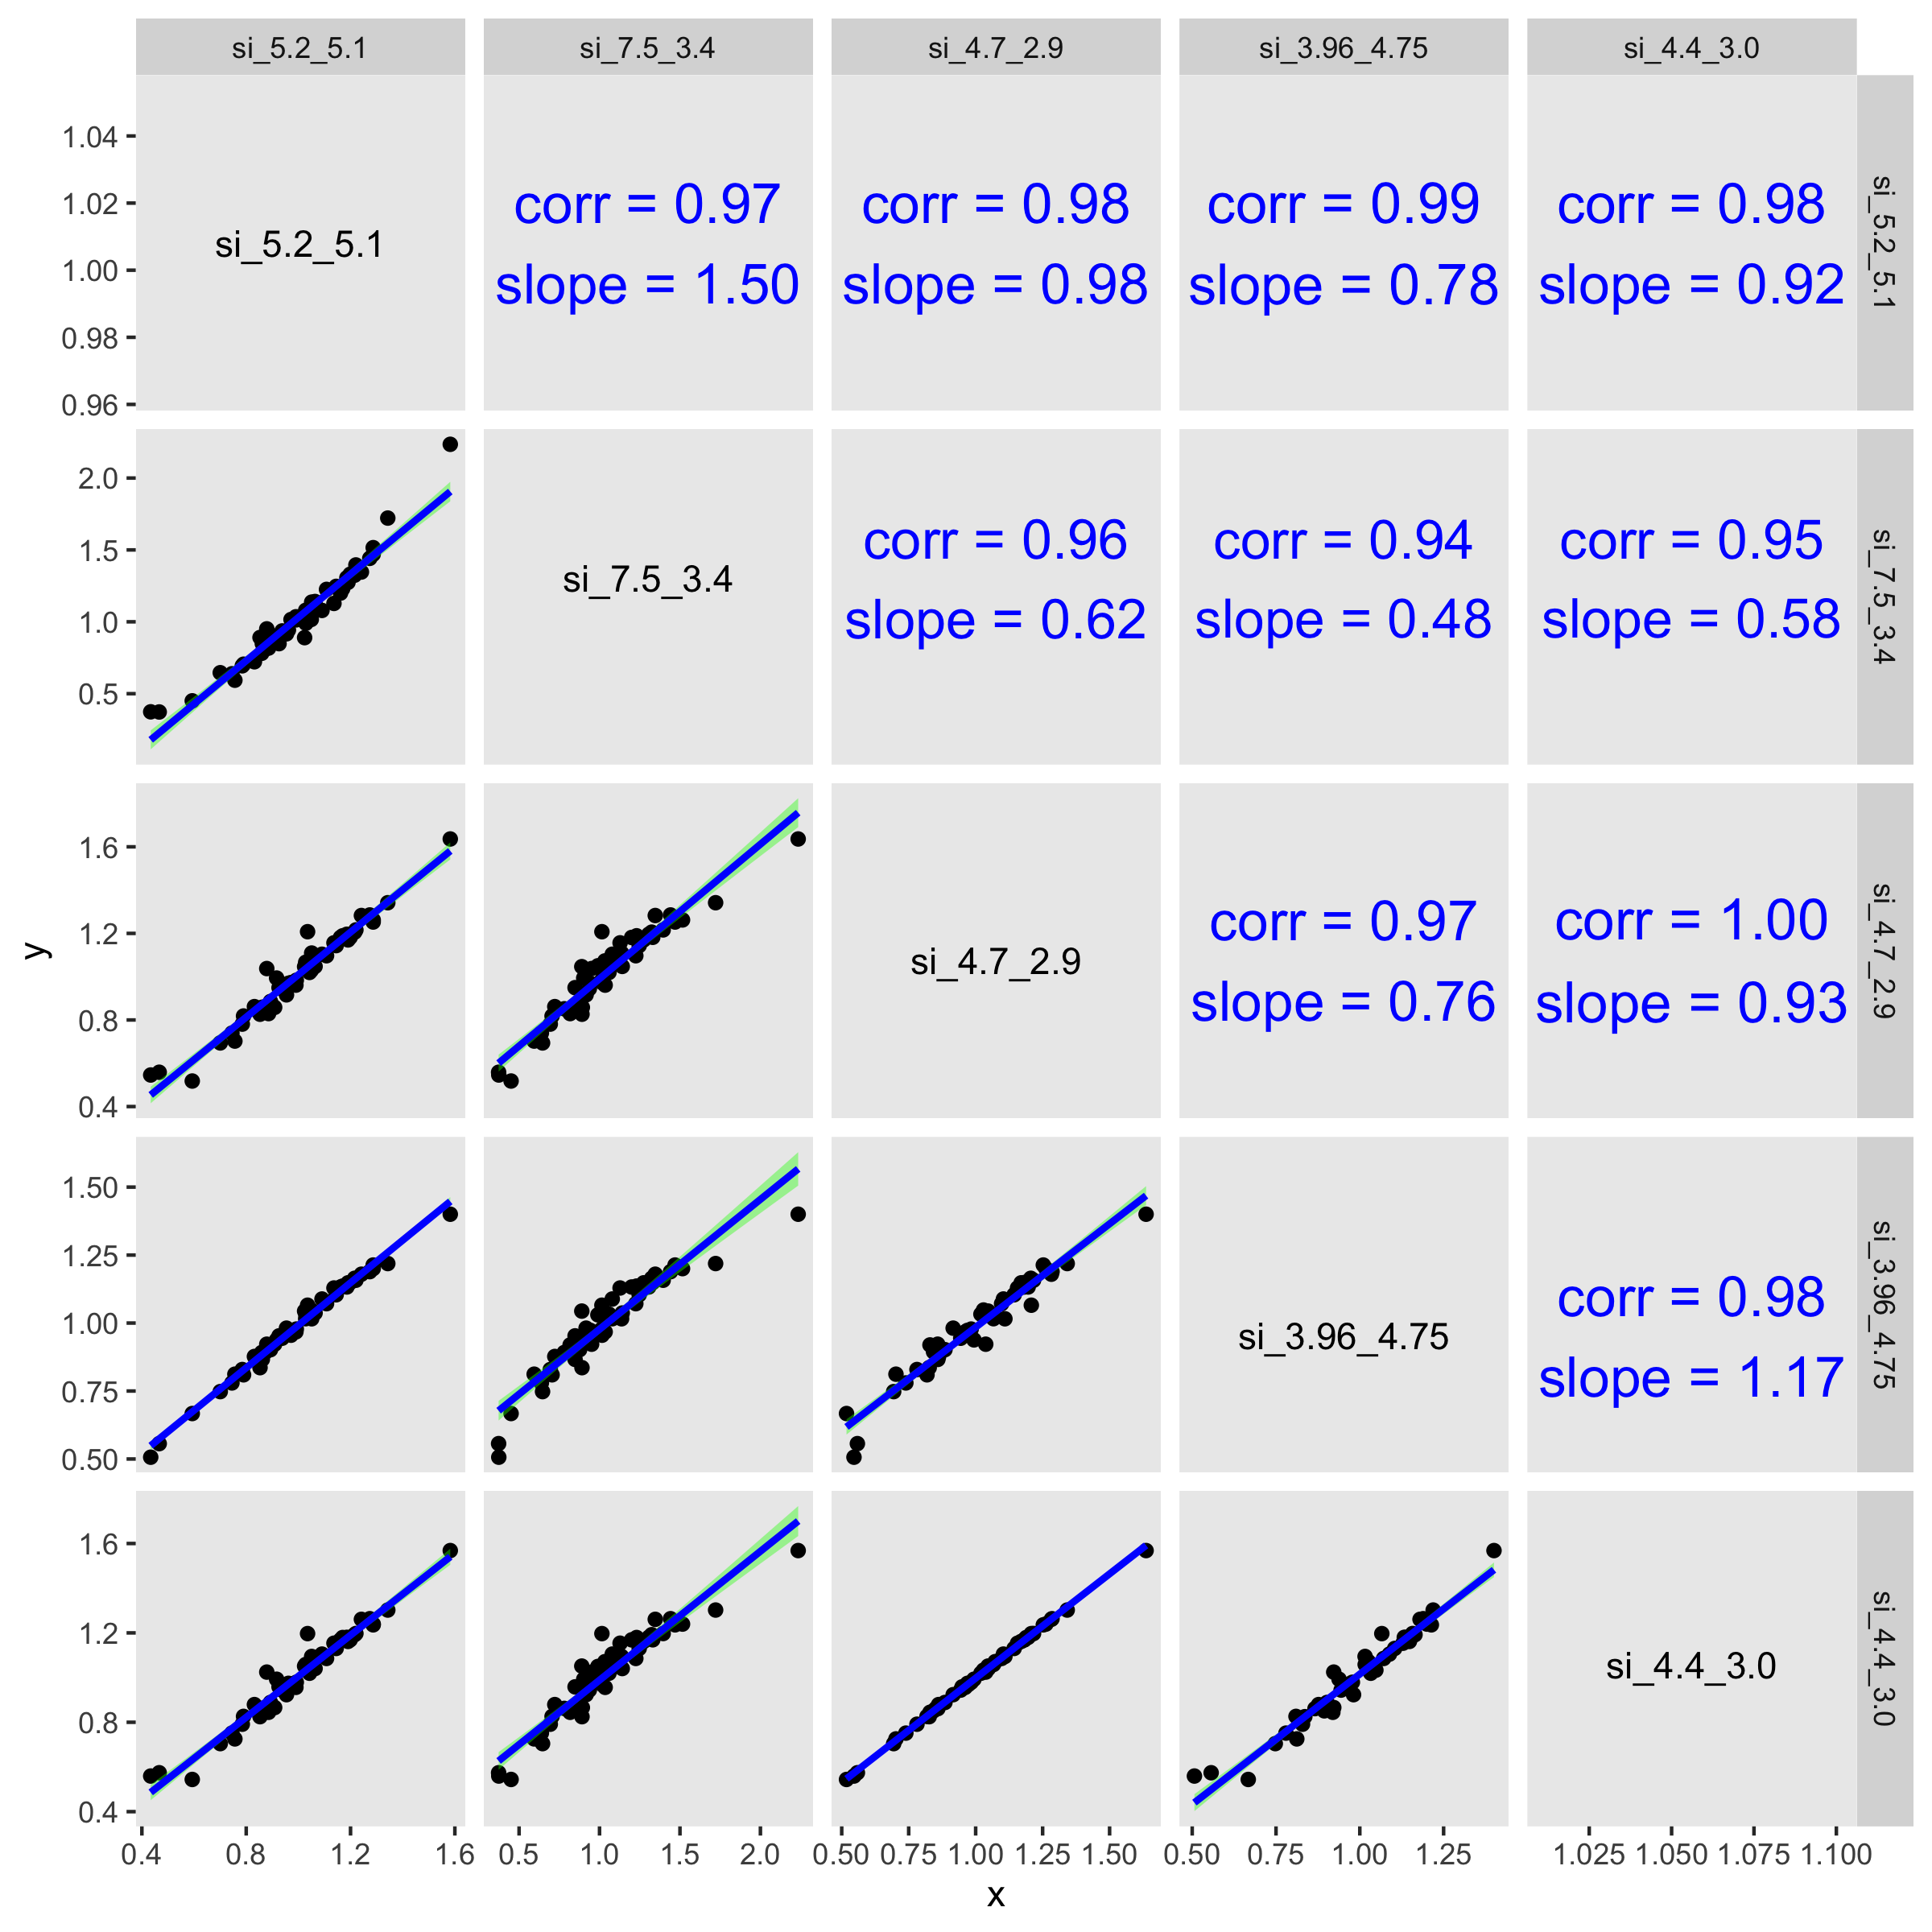 si_5.2_5.1 si_7.5_3.4 si_4.7_2.9 si_3.96_4.75 si_4.4_3.0
1.04
1.02
1.00
0.98
0.96
si_5.2_5.1
corr = 0.97
slope = 1.50
corr = 0.98
slope = 0.98
corr = 0.99
slope = 0.78
corr = 0.98
slope = 0.92
si_5.2_5.1
2.0
1.5
1.0
0.5
si_7.5_3.4
corr = 0.96
slope = 0.62
corr = 0.94
slope = 0.48
corr = 0.95
slope = 0.58
si_7.5_3.4
y
1.6
1.2
0.8
0.4
si_4.7_2.9
corr = 0.97
slope = 0.76
corr = 1.00
slope = 0.93
si_4.7_2.9
1.50
1.25
1.00
0.75
0.50
si_3.96_4.75
corr = 0.98
slope = 1.17
si_3.96_4.75
1.6
1.2
0.8
0.4
si_4.4_3.0
si_4.4_3.0
0.4 0.8 1.2 1.6 0.5 1.0 1.5 2.0 0.50 0.75 1.00 1.25 1.50 0.50 0.75 1.00 1.25 1.025 1.050 1.075 1.100
x